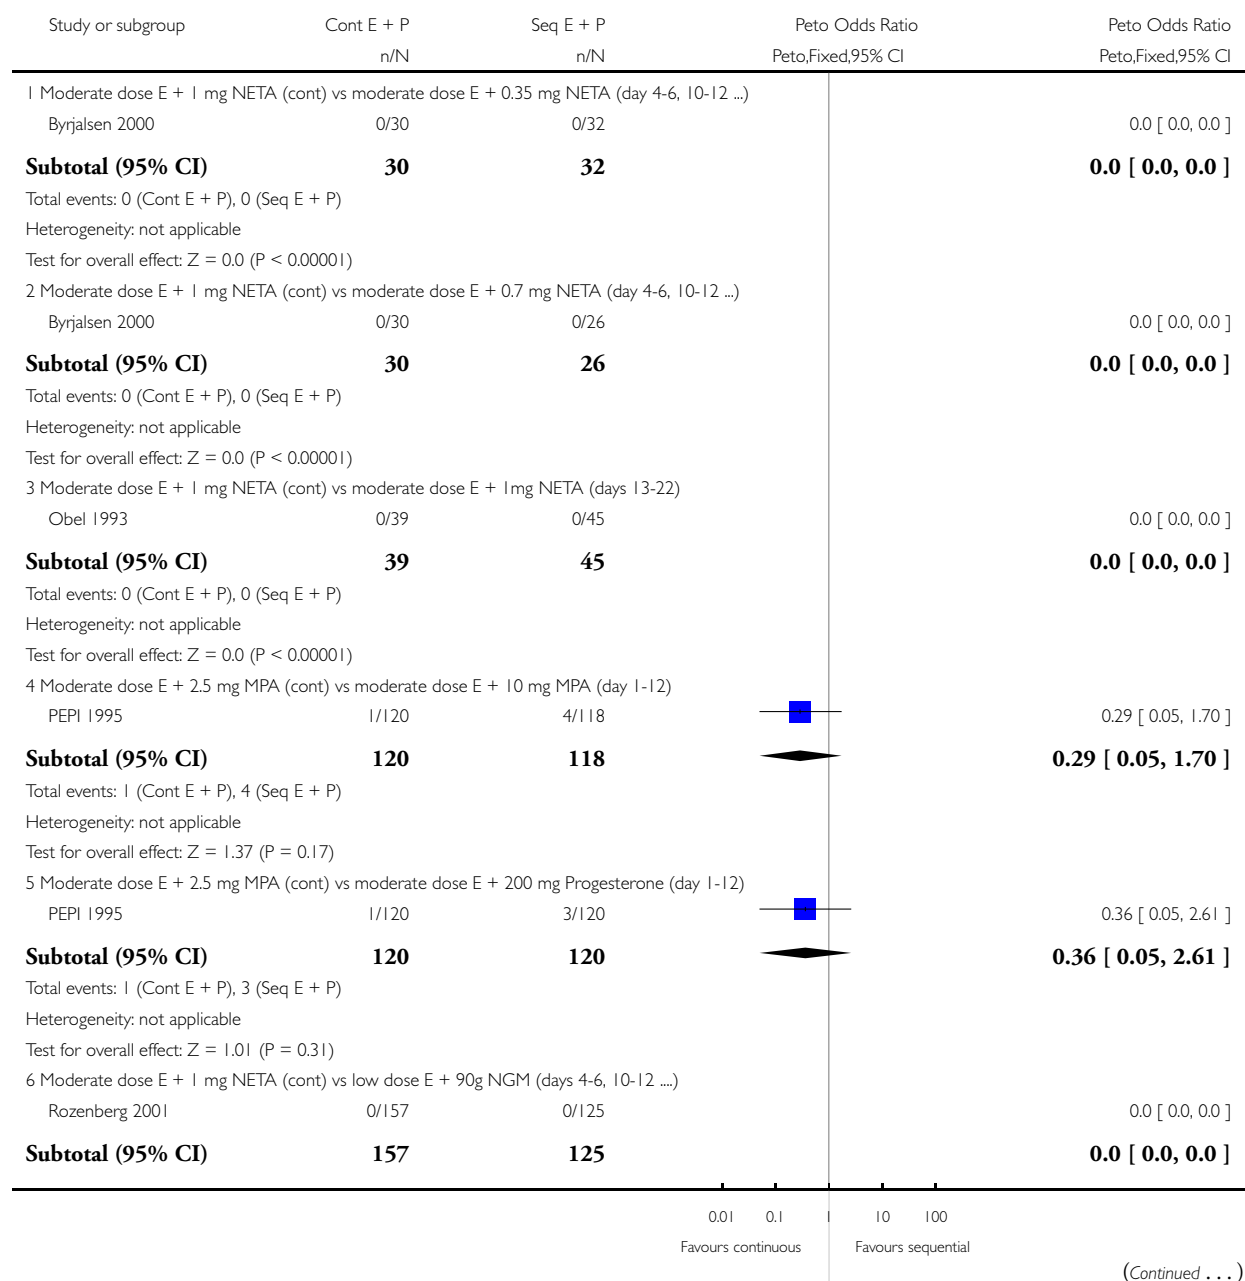 Study or subgroup Cont E + P Seq E + P Peto Odds Ratio Peto Odds Ratio
n/N n/N Peto,Fixed,95% CI Peto,Fixed,95% CI
1 Moderate dose E + 1 mg NETA (cont) vs moderate dose E + 0.35 mg NETA (day 4-6, 10-12 ...)
Byrjalsen 2000 0/30 0/32 0.0 [ 0.0, 0.0 ]
Subtotal (95% CI) 30 32 0.0 [ 0.0, 0.0 ]
Total events: 0 (Cont E + P), 0 (Seq E + P)
Heterogeneity: not applicable
Test for overall effect: Z = 0.0 (P < 0.00001)
2 Moderate dose E + 1 mg NETA (cont) vs moderate dose E + 0.7 mg NETA (day 4-6, 10-12 ...)
Byrjalsen 2000 0/30 0/26 0.0 [ 0.0, 0.0 ]
Subtotal (95% CI) 30 26 0.0 [ 0.0, 0.0 ]
Total events: 0 (Cont E + P), 0 (Seq E + P)
Heterogeneity: not applicable
Test for overall effect: Z = 0.0 (P < 0.00001)
3 Moderate dose E + 1 mg NETA (cont) vs moderate dose E + 1mg NETA (days 13-22)
Obel 1993 0/39 0/45 0.0 [ 0.0, 0.0 ]
Subtotal (95% CI) 39 45 0.0 [ 0.0, 0.0 ]
Total events: 0 (Cont E + P), 0 (Seq E + P)
Heterogeneity: not applicable
Test for overall effect: Z = 0.0 (P < 0.00001)
4 Moderate dose E + 2.5 mg MPA (cont) vs moderate dose E + 10 mg MPA (day 1-12)
PEPI 1995 1/120 4/118 0.29 [ 0.05, 1.70 ]
Subtotal (95% CI) 120 118 0.29 [ 0.05, 1.70 ]
Total events: 1 (Cont E + P), 4 (Seq E + P)
Heterogeneity: not applicable
Test for overall effect: Z = 1.37 (P = 0.17)
5 Moderate dose E + 2.5 mg MPA (cont) vs moderate dose E + 200 mg Progesterone (day 1-12)
PEPI 1995 1/120 3/120 0.36 [ 0.05, 2.61 ]
Subtotal (95% CI) 120 120 0.36 [ 0.05, 2.61 ]
Total events: 1 (Cont E + P), 3 (Seq E + P)
Heterogeneity: not applicable
Test for overall effect: Z = 1.01 (P = 0.31)
6 Moderate dose E + 1 mg NETA (cont) vs low dose E + 90g NGM (days 4-6, 10-12 ....)
Rozenberg 2001 0/157 0/125 0.0 [ 0.0, 0.0 ]
Subtotal (95% CI) 157 125 0.0 [ 0.0, 0.0 ]
0.01 0.1 1 10 100
Favours continuous Favours sequential
(Continued . . . )